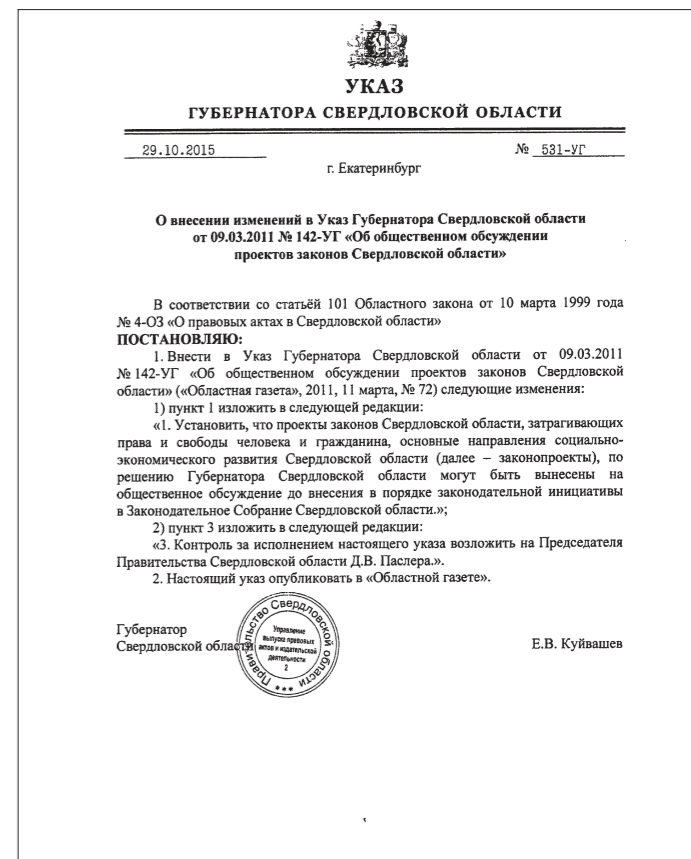 УКАЗ
ГУБЕРНАТОРА СВЕРДЛОВСКОЙ ОБЛАСТИ
29.10.2015 № 531-УГ
г. Екатеринбург
О внесении изменений в Указ Губернатора Свердловской области
от 09.03.2011 № 142-УГ «Об общественном обсуждении
проектов законов Свердловской области»
В соответствии со статьёй 101 Областного закона от 10 марта 1999 года
№ 4-ОЗ «О правовых актах в Свердловской области»
ПОСТАНОВЛЯЮ:
1. Внести в Указ Губернатора Свердловской области от 09.03.2011
№ 142-УГ «Об общественном обсуждении проектов законов Свердловской
области» («Областная газета», 2011, 11 марта, № 72) следующие изменения:
1) пункт 1 изложить в следующей редакции:
«1. Установить, что проекты законов Свердловской области, затрагивающих
права и свободы человека и гражданина, основные направления социально-
экономического развития Свердловской области (далее – законопроекты), по
решению Губернатора Свердловской области могут быть вынесены на
общественное обсуждение до внесения в порядке законодательной инициативы
в Законодательное Собрание Свердловской области.»;
2) пункт 3 изложить в следующей редакции:
«3. Контроль за исполнением настоящего указа возложить на Председателя
Правительства Свердловской области Д.В. Паслера.».
2. Настоящий указ опубликовать в «Областной газете».
Губернатор
Свердловской области Е.В. Куйвашев
Правительство Свердловской области
Управление
выпуска правовых
актов и издательской
деятельности
2
***